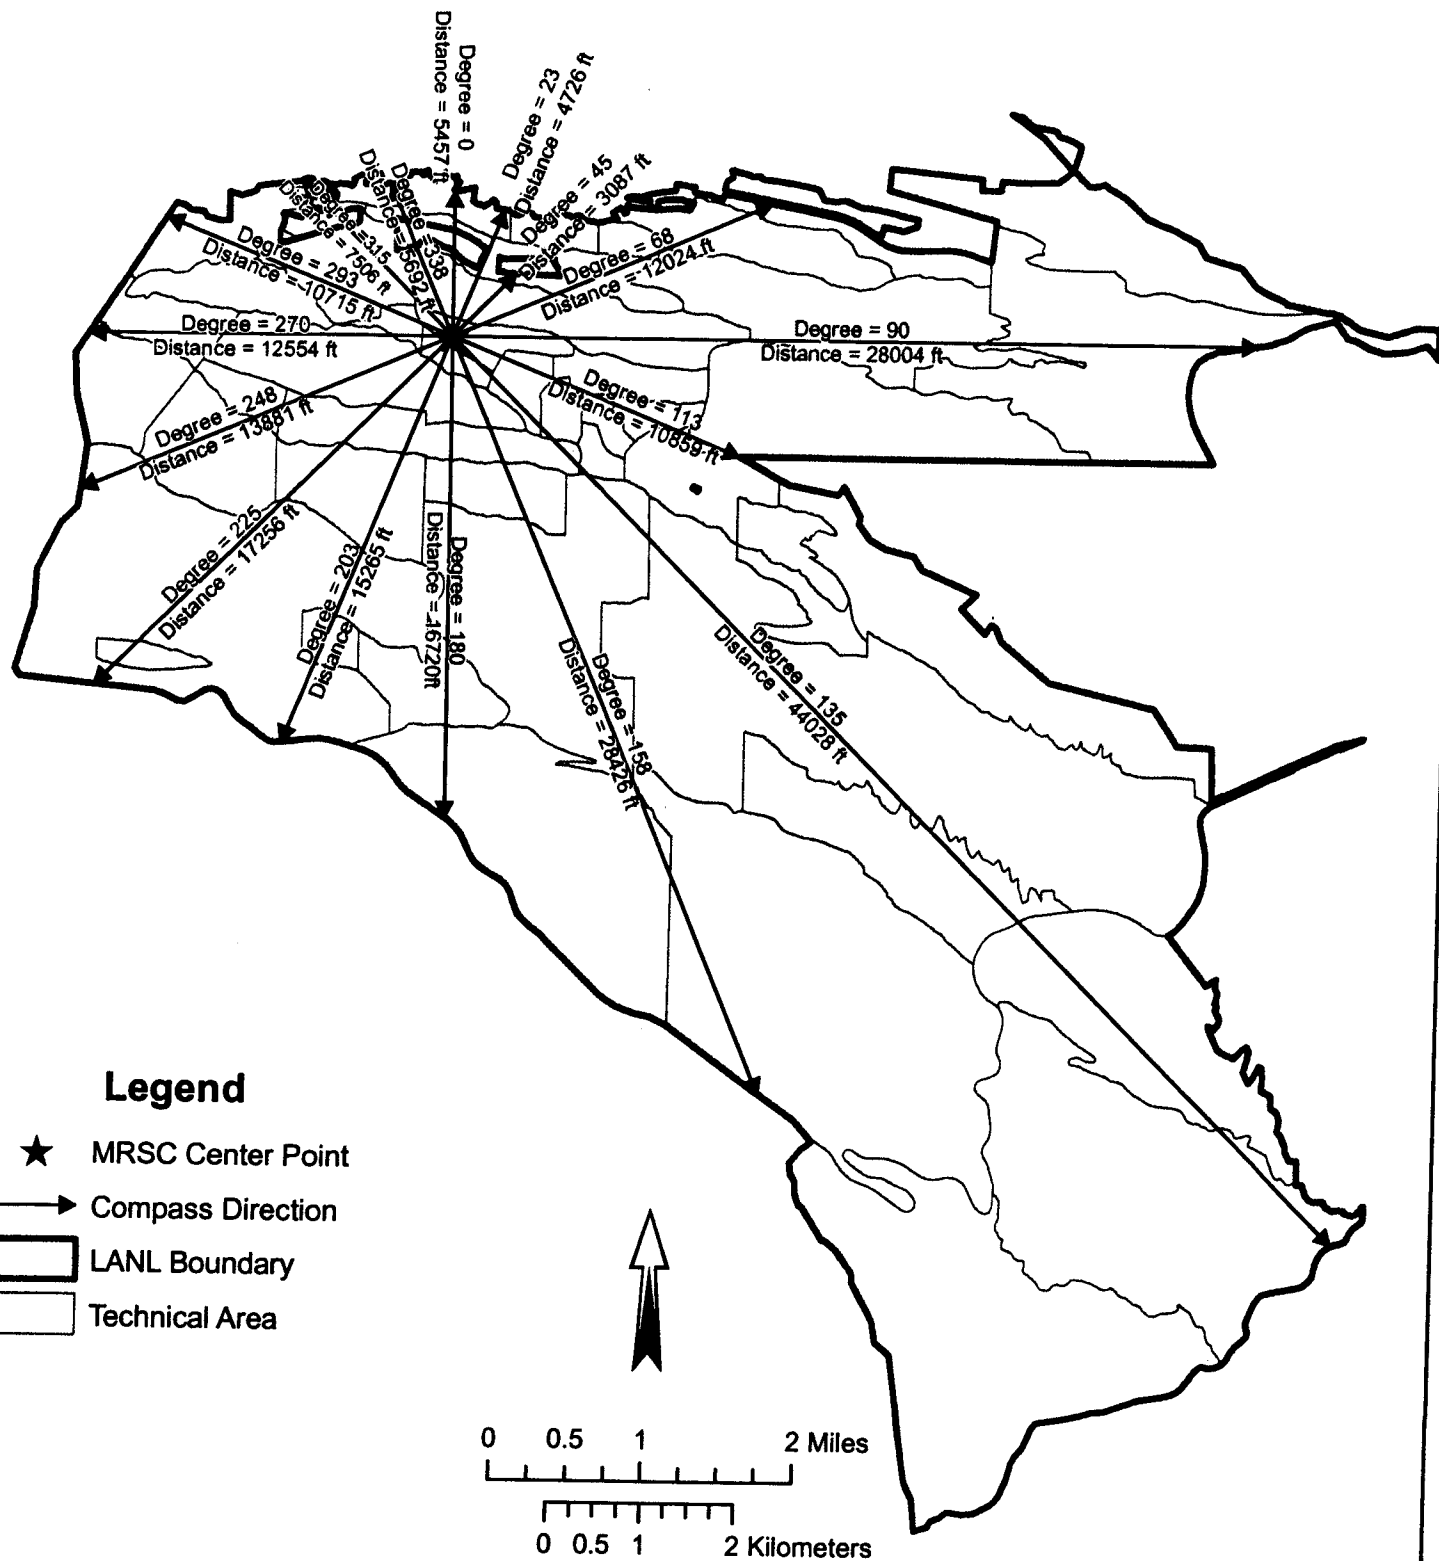 Degree = 0
Distance = 5457 ft
Degree = 23
Distance = 4726 ft
Degree = 45
Distance = 3087 ft
Degree = 68
Distance = 12024 ft
Degree = 90
Distance = 28004 ft
Degree = 113
Distance = 10859 ft
Degree = 135
Distance = 44028 ft
Degree = 158
Distance = 28426 ft
Degree = 180
Distance = 16720ft
Degree = 203
Distance = 15265 ft
Degree = 225
Distance = 17256 ft
Degree = 248
Distance = 13881 ft
Degree = 270
Distance = 12554 ft
Degree = 293
Distance = 10715 ft
Degree = 315
Distance = 7506 ft
Degree = 338
Distance = 5692 ft
Legend
MRSC Center Point
Compass Direction
LANL Boundary
Technical Area
0 0.5 1 2 Miles
0 0.5 1 2 Kilometers